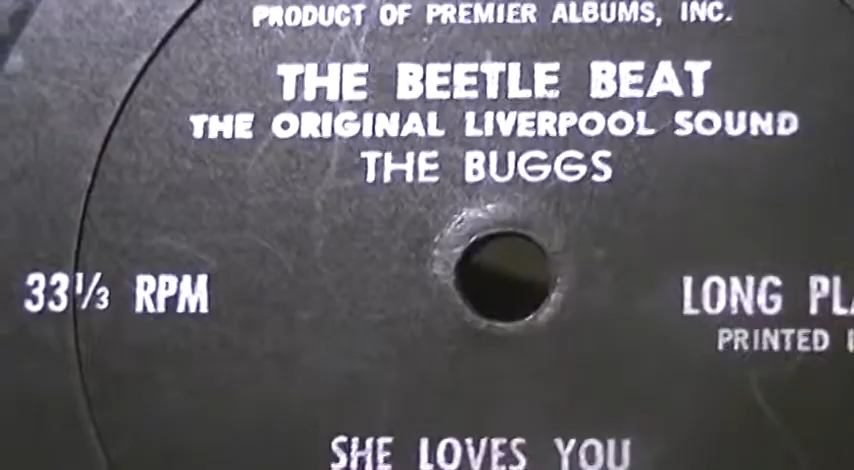 PRODUCT OF PREMIER ALBUMS, INC.
THE BEETLE BEAT
THE ORIGINAL LIVERPOOL SOUND
THE BUGGS
33⅓ RPM
LONG
PRINTED
SHE LOVES YOU